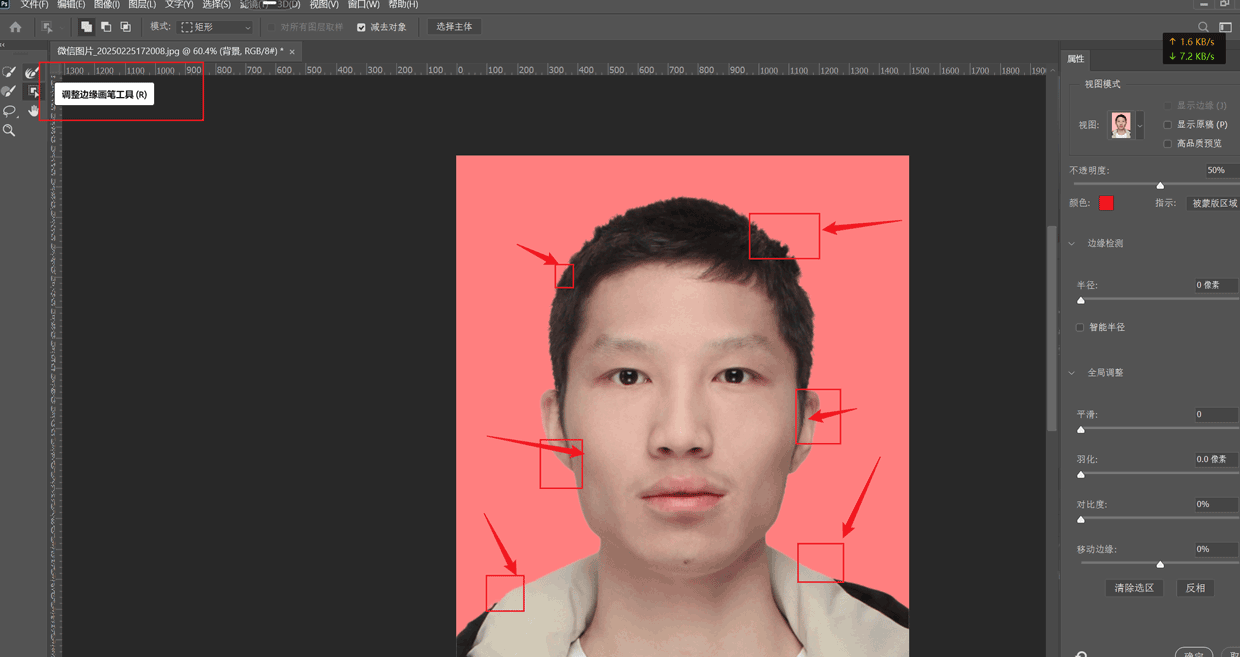 Ps 文件(F) 编辑(E) 图像(I) 图层(L) 文字(Y) 选择(S) 3D(D) 视图(V) 窗口(W) 帮助(H)
模式: 矩形 对所有图层取样 减去对象 选择主体
↑ 1.6 KB/s
↓ 7.2 KB/s
微信图片_20250225172008.jpg @ 60.4% (背景, RGB/8#) * ×
属性
1300 1200 1100 1000 900 800 700 600 500 400 300 200 100 0 100 200 300 400 500 600 700 800 900 1000 1100 1200 1300 1400 1500 1600 1700 1800 1900
调整边缘画笔工具 (R)
视图模式
显示边缘 (J)
视图:
显示原稿 (P)
高品质预览
不透明度: 50%
颜色: 指示: 被蒙版区域
边缘检测
半径: 0 像素
智能半径
全局调整
平滑: 0
羽化: 0.0 像素
对比度: 0%
移动边缘: 0%
清除选区 反相